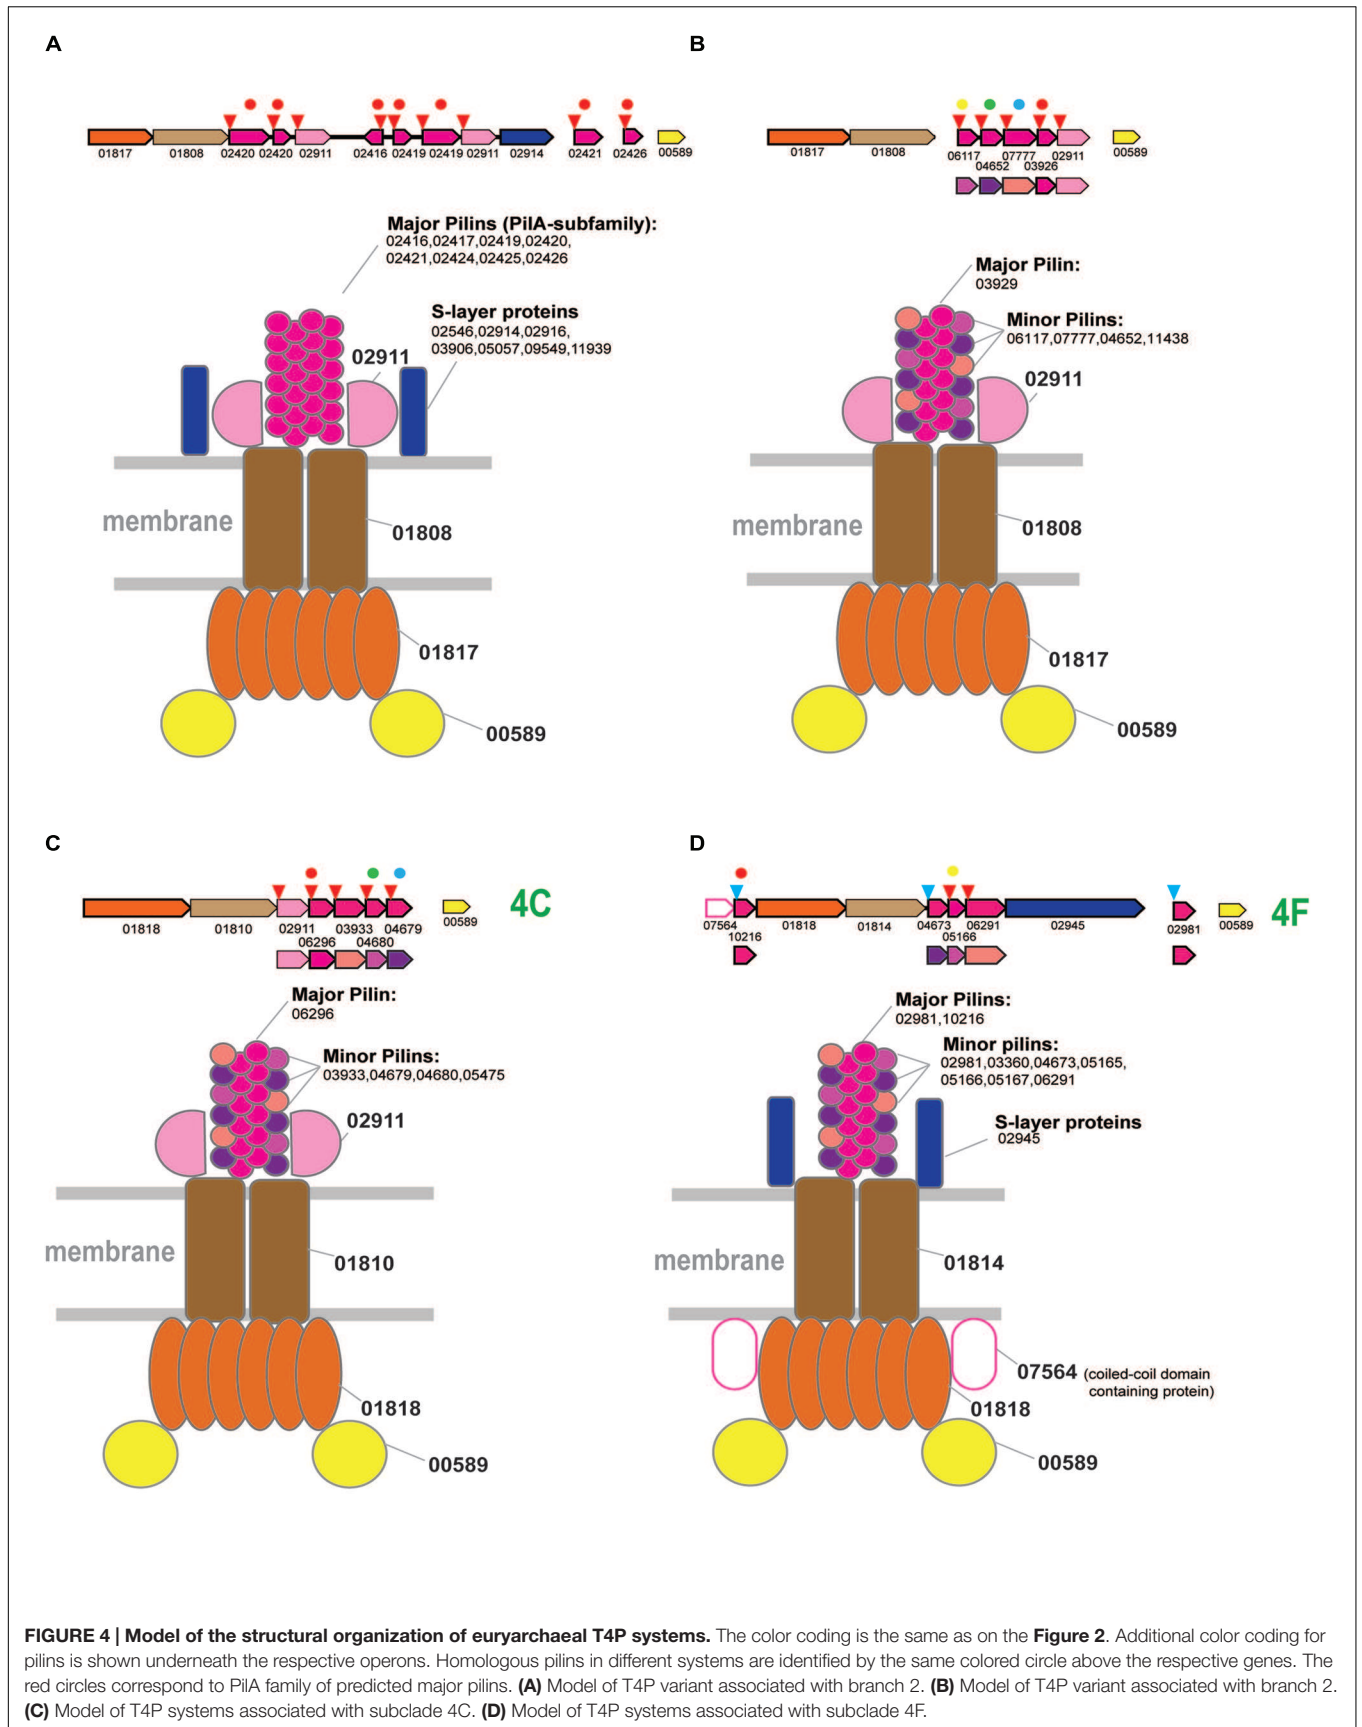 A
01817
01808
02420
02420
02911
02416
02419
02419
02911
02914
02421
02426
00589
Major Pilins (PilA-subfamily):
02416,02417,02419,02420,
02421,02424,02425,02426
S-layer proteins
02546,02914,02916,
03906,05057,09549,11939
02911
membrane
01808
01817
00589
B
01817
01808
06117
04652
07777
03926
02911
00589
Major Pilin:
03929
Minor Pilins:
06117,07777,04652,11438
02911
membrane
01808
01817
00589
C
01818
01810
02911
06296
03933
04680
04679
00589
4C
Major Pilin:
06296
Minor Pilins:
03933,04679,04680,05475
02911
membrane
01810
01818
00589
D
07564
10216
01818
01814
04673
05166
06291
02945
02981
00589
4F
Major Pilins:
02981,10216
Minor pilins:
02981,03360,04673,05165,
05166,05167,06291
S-layer proteins
02945
membrane
01814
07564 (coiled-coil domain
containing protein)
01818
00589
FIGURE 4 | Model of the structural organization of euryarchaeal T4P systems. The color coding is the same as on the Figure 2. Additional color coding for
pilins is shown underneath the respective operons. Homologous pilins in different systems are identified by the same colored circle above the respective genes. The
red circles correspond to PilA family of predicted major pilins. (A) Model of T4P variant associated with branch 2. (B) Model of T4P variant associated with branch 2.
(C) Model of T4P systems associated with subclade 4C. (D) Model of T4P systems associated with subclade 4F.